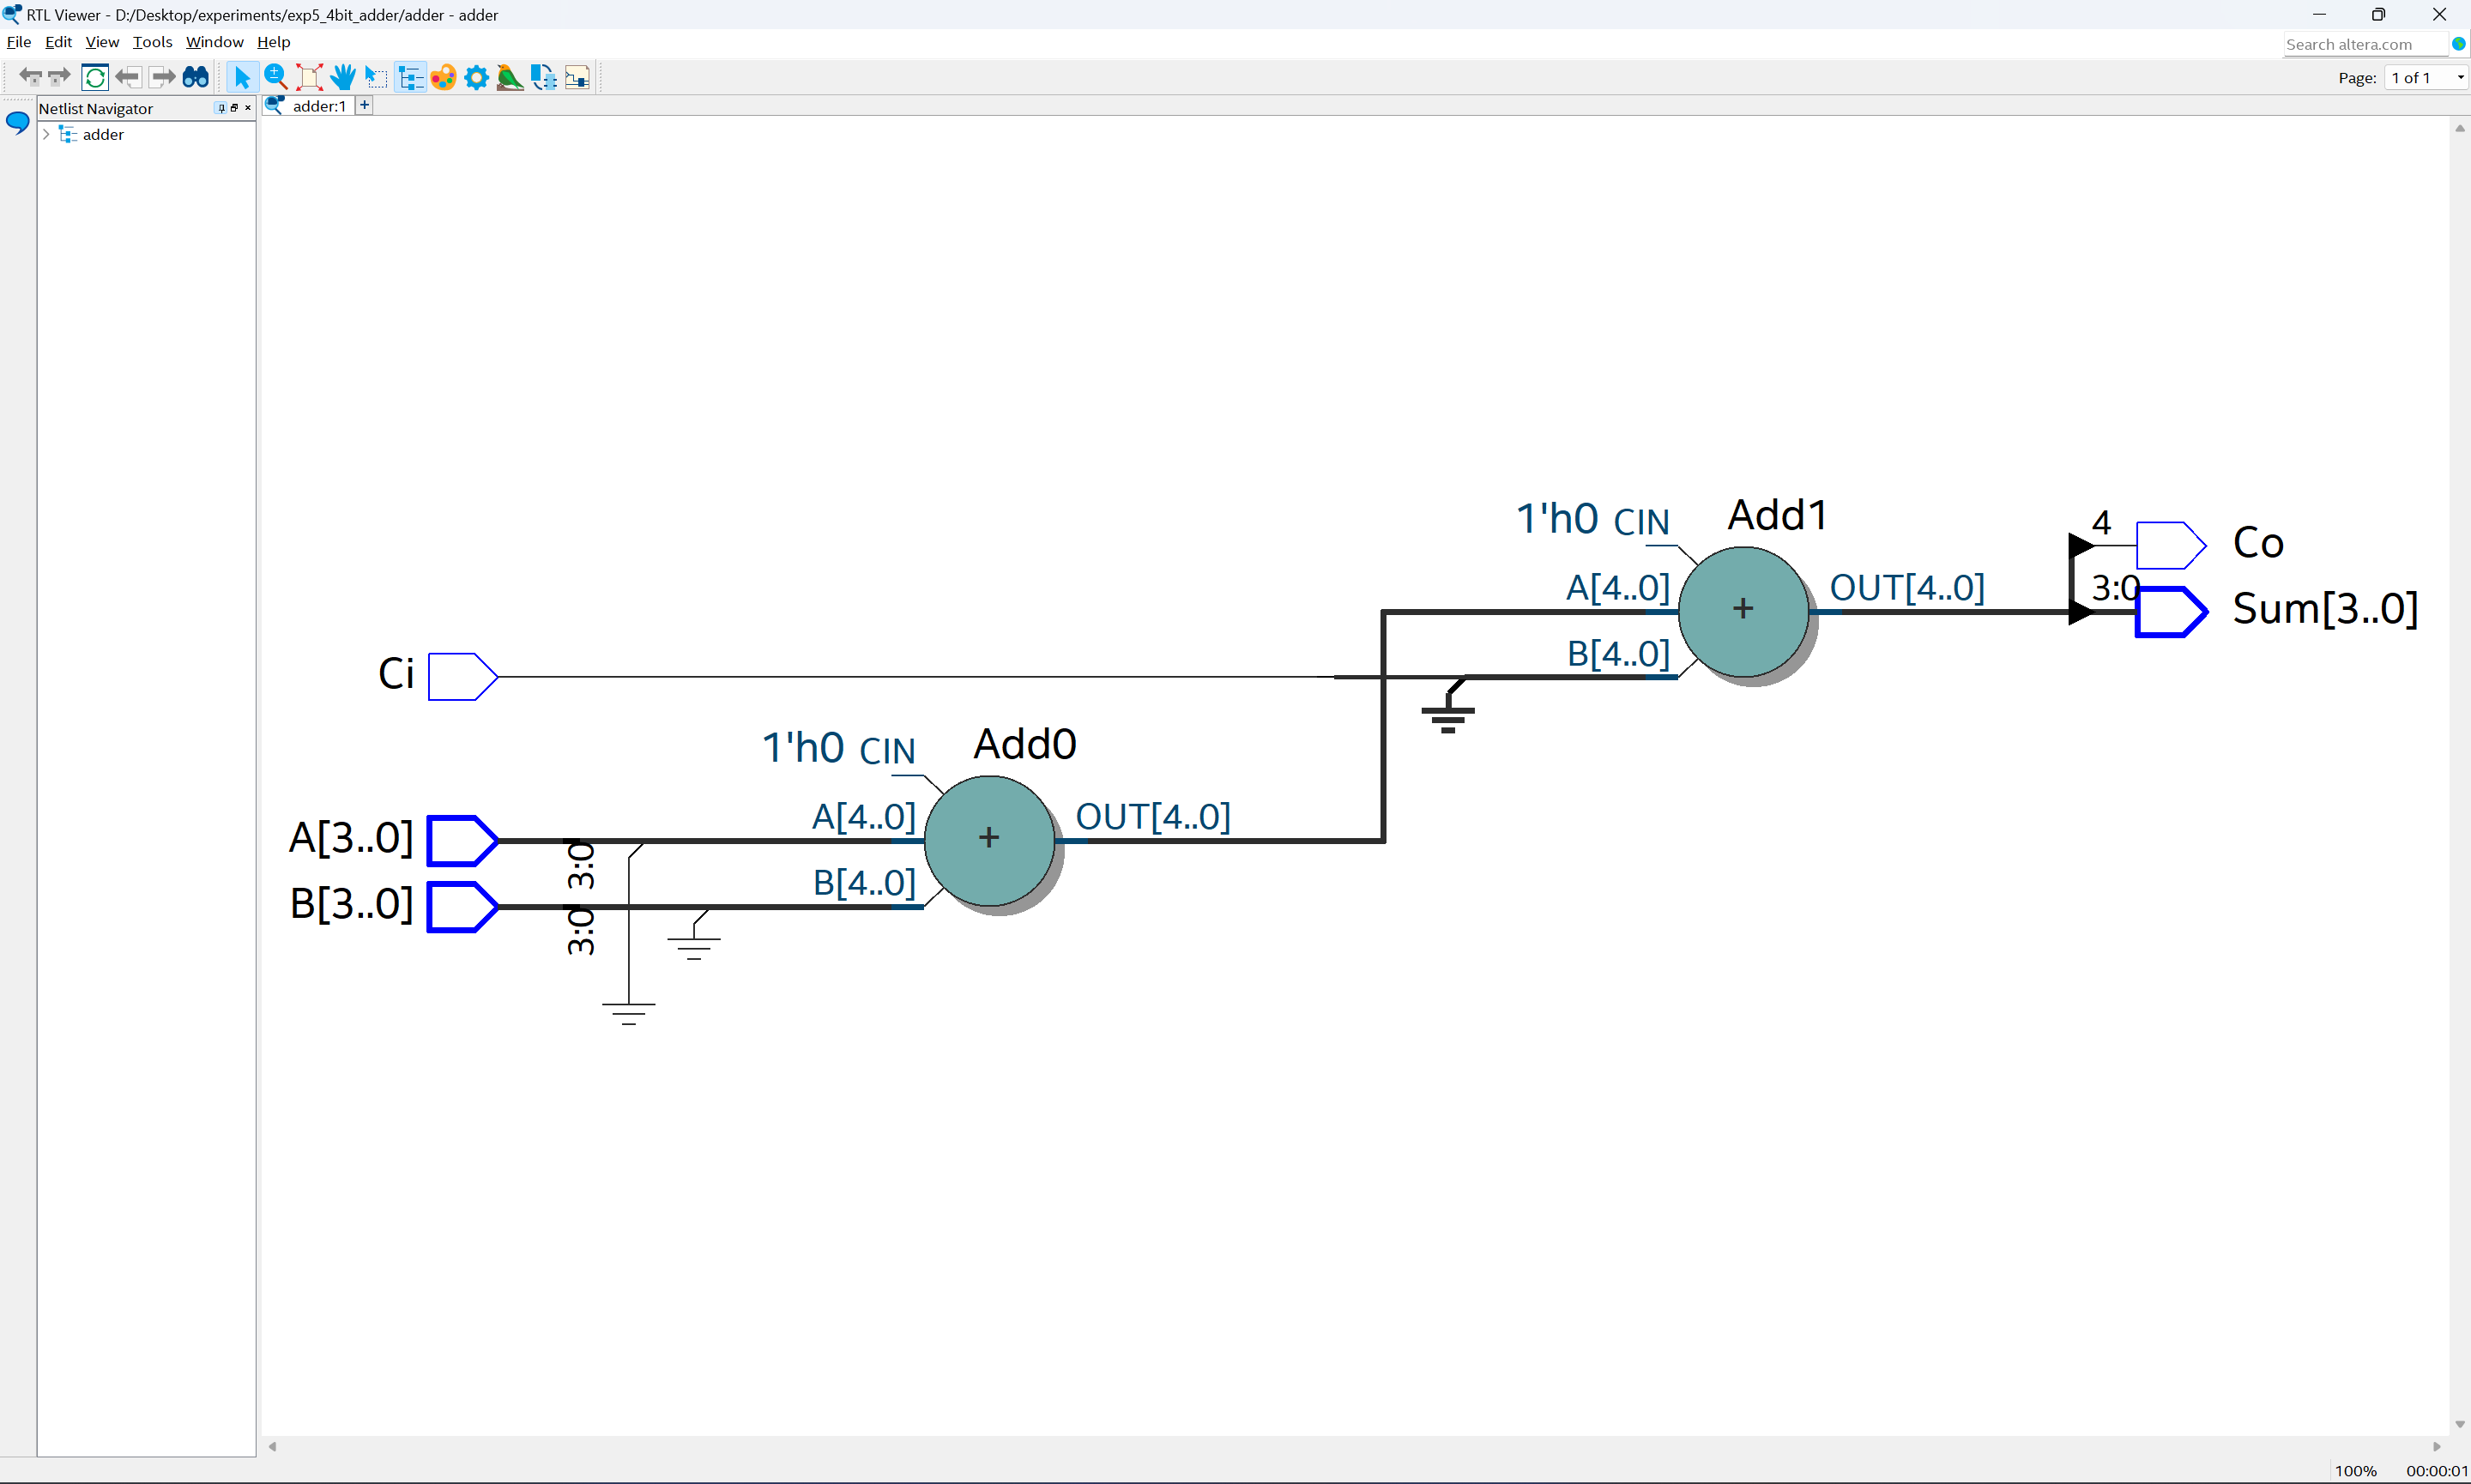 RTL Viewer - D:/Desktop/experiments/exp5_4bit_adder/adder - adder
File Edit View Tools Window Help
Search altera.com
Page: 1 of 1
Netlist Navigator
adder:1
adder
1'h0 CIN
Add1
A[4..0]
OUT[4..0]
B[4..0]
4
Co
3:0
Sum[3..0]
Ci
1'h0 CIN
Add0
A[3..0]
3:0
A[4..0]
OUT[4..0]
B[3..0]
3:0
B[4..0]
+
+
100% 00:00:01